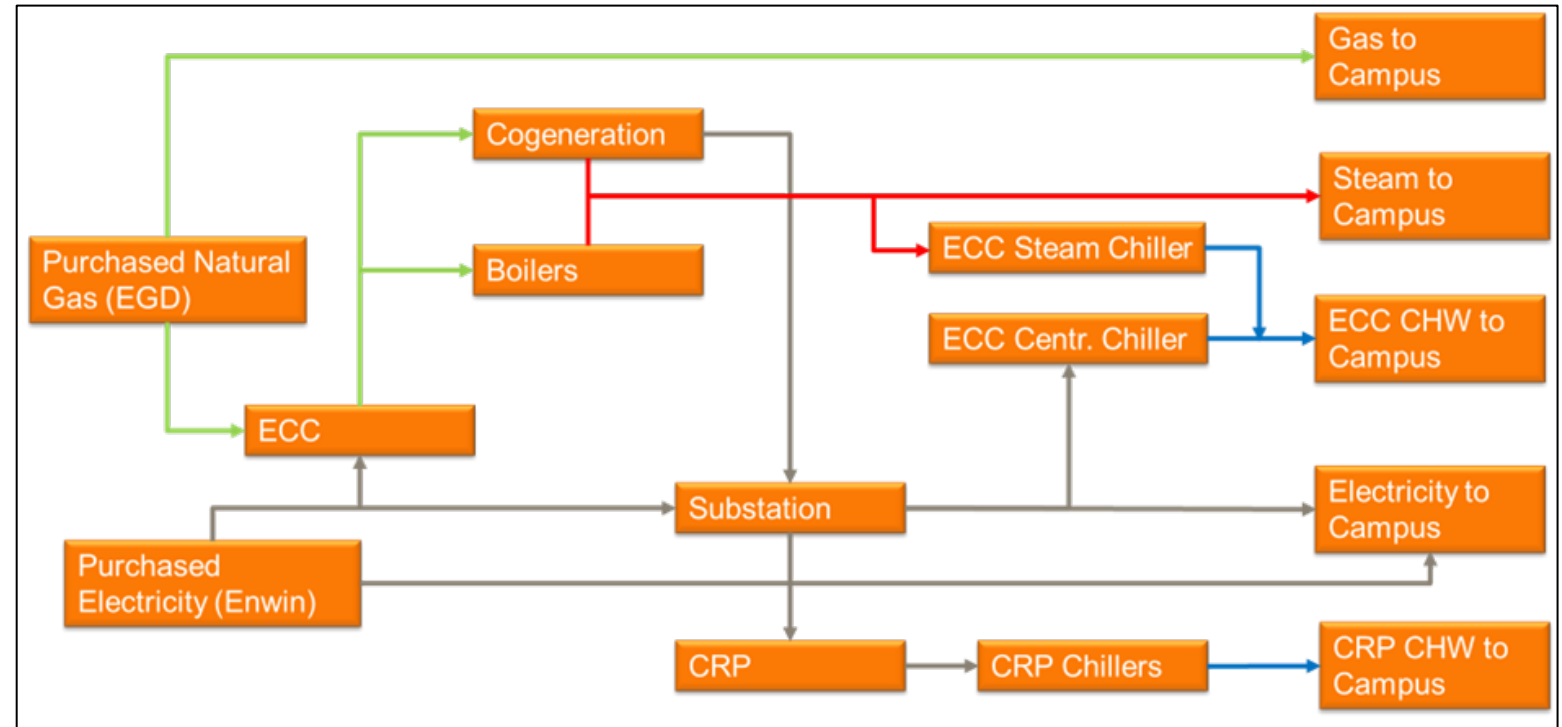 Gas to
Campus
Cogeneration
Steam to
Campus
Purchased Natural
Gas (EGD)
Boilers
ECC Steam Chiller
ECC Centr. Chiller
ECC CHW to
Campus
ECC
Substation
Electricity to
Campus
Purchased
Electricity (Enwin)
CRP
CRP Chillers
CRP CHW to
Campus